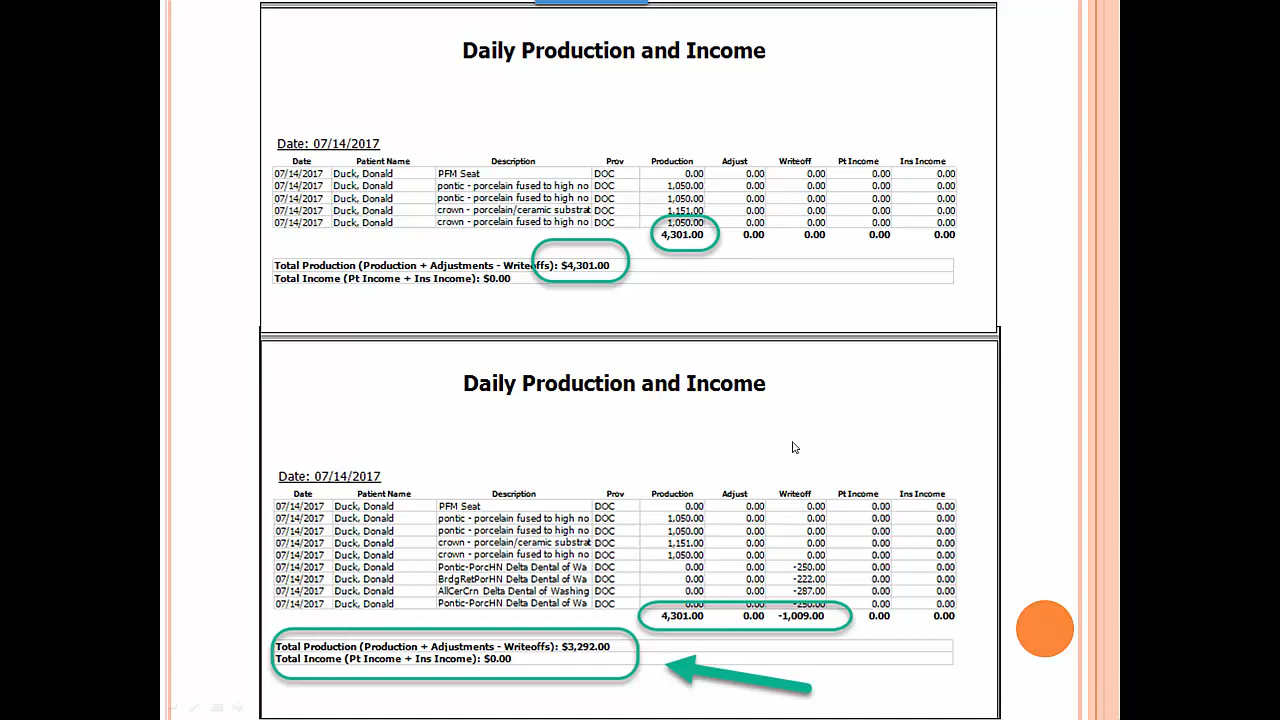 Daily Production and Income
Date: 07/14/2017
Date Patient Name Description Prov Production Adjust Writeoff Pt Income Ins Income
07/14/2017 Duck, Donald PFM Seat DOC 0.00 0.00 0.00 0.00 0.00
07/14/2017 Duck, Donald pontic - porcelain fused to high no DOC 1,050.00 0.00 0.00 0.00 0.00
07/14/2017 Duck, Donald pontic - porcelain fused to high no DOC 1,050.00 0.00 0.00 0.00 0.00
07/14/2017 Duck, Donald crown - porcelain/ceramic substrat DOC 1,151.00 0.00 0.00 0.00 0.00
07/14/2017 Duck, Donald crown - porcelain fused to high no DOC 1,050.00 0.00 0.00 0.00 0.00
4,301.00 0.00 0.00 0.00 0.00
Total Production (Production + Adjustments - Writeoffs): $4,301.00
Total Income (Pt Income + Ins Income): $0.00
Daily Production and Income
Date: 07/14/2017
Date Patient Name Description Prov Production Adjust Writeoff Pt Income Ins Income
07/14/2017 Duck, Donald PFM Seat DOC 0.00 0.00 0.00 0.00 0.00
07/14/2017 Duck, Donald pontic - porcelain fused to high no DOC 1,050.00 0.00 0.00 0.00 0.00
07/14/2017 Duck, Donald pontic - porcelain fused to high no DOC 1,050.00 0.00 0.00 0.00 0.00
07/14/2017 Duck, Donald crown - porcelain/ceramic substrat DOC 1,151.00 0.00 0.00 0.00 0.00
07/14/2017 Duck, Donald crown - porcelain fused to high no DOC 1,050.00 0.00 0.00 0.00 0.00
07/14/2017 Duck, Donald Pontic-PorcHN Delta Dental of Wa DOC 0.00 0.00 -250.00 0.00 0.00
07/14/2017 Duck, Donald BrdgRetPorHN Delta Dental of Wa DOC 0.00 0.00 -222.00 0.00 0.00
07/14/2017 Duck, Donald AllCerCrn Delta Dental of Washing DOC 0.00 0.00 -287.00 0.00 0.00
07/14/2017 Duck, Donald Pontic-PorcHN Delta Dental of Wa DOC 0.00 0.00 -250.00 0.00 0.00
4,301.00 0.00 -1,009.00 0.00 0.00
Total Production (Production + Adjustments - Writeoffs): $3,292.00
Total Income (Pt Income + Ins Income): $0.00